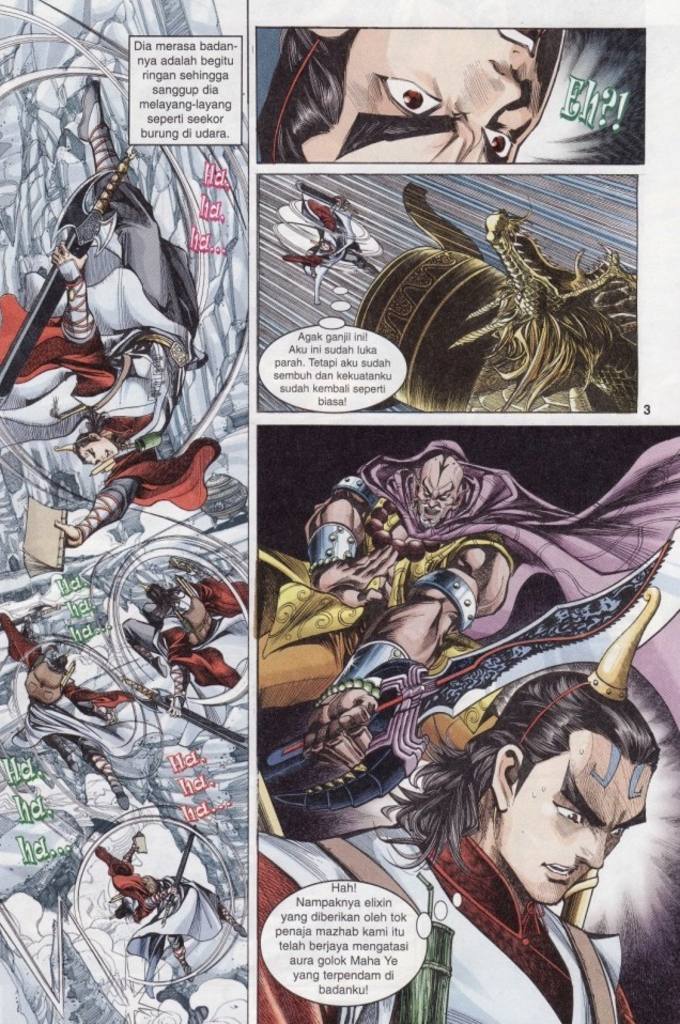 Dia merasa badan-
nya adalah begitu
ringan sehingga
sanggup dia
melayang-layang
seperti seekor
burung di udara.
Ha.
ha.
ha...
Ha.
ha.
ha...
Ha.
ha.
ha...
Ha.
ha.
ha...
Eh?!
Agak ganjil ini!
Aku ini sudah luka
parah. Tetapi aku sudah
sembuh dan kekuatanku
sudah kembali seperti
biasa!
3
Hah!
Nampaknya elixin
yang diberikan oleh tok
penaja mazhab kami itu
telah berjaya mengatasi
aura golok Maha Ye
yang terpendam di
badanku!